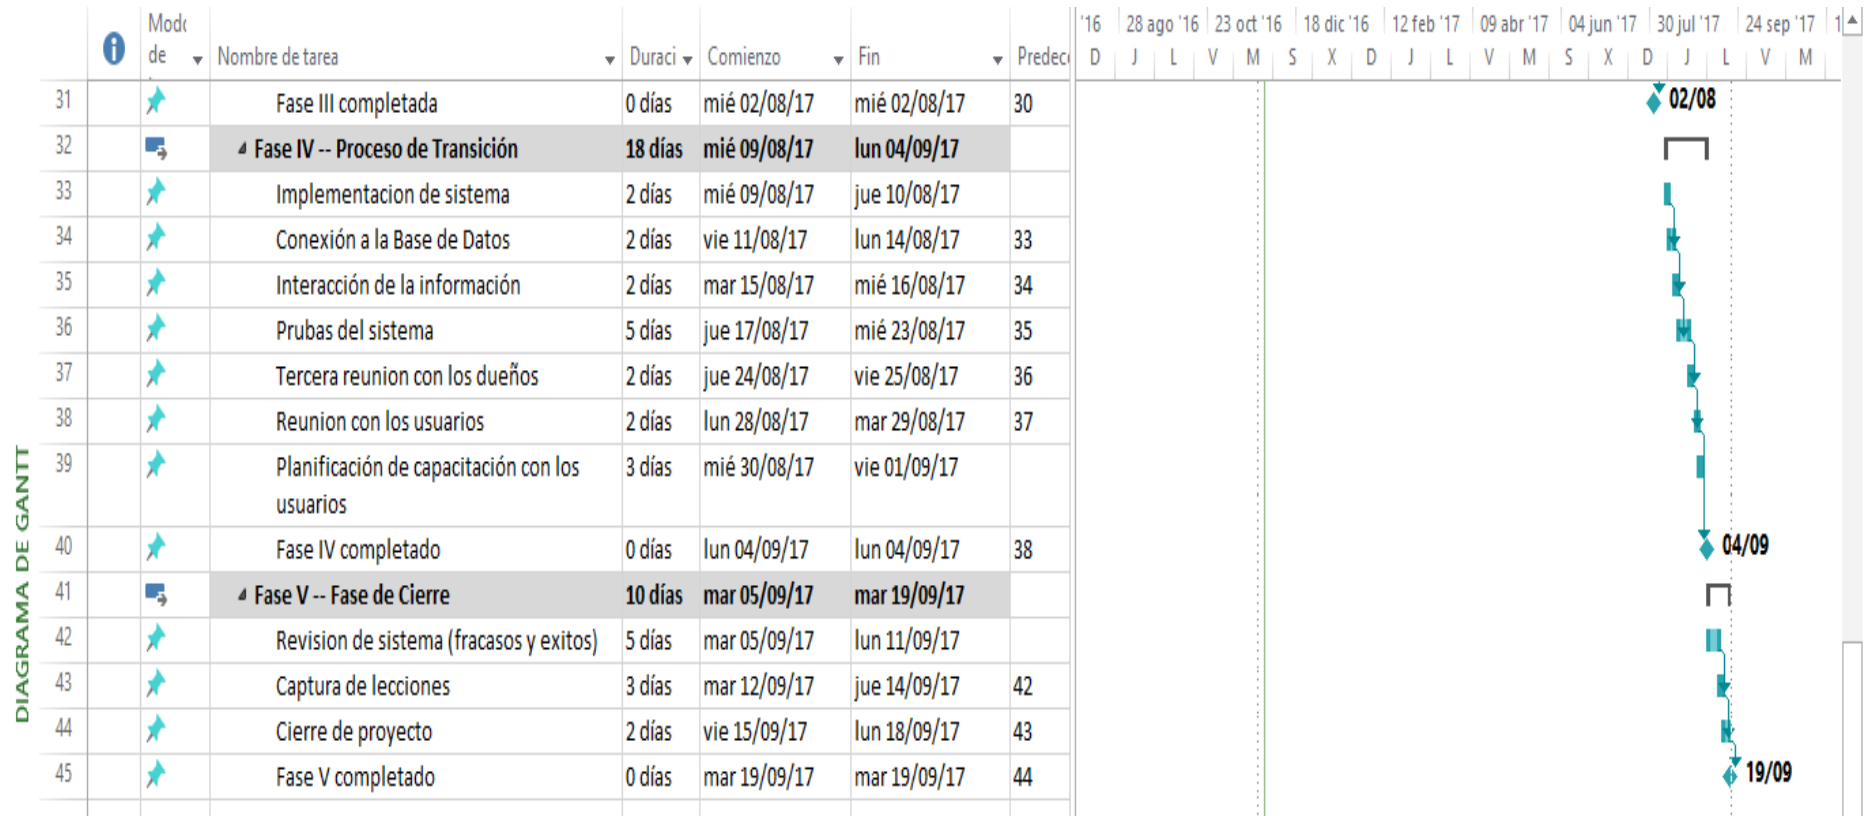 '16 28 ago '16 23 oct '16 18 dic '16 12 feb '17 09 abr '17 04 jun '17 30 jul '17 24 sep '17 1
Modo
de Nombre de tarea Duraci Comienzo Fin Predec
D J L V M S X D J L V M S X D J L V M
31 Fase III completada 0 días mié 02/08/17 mié 02/08/17 30 02/08
32 Fase IV -- Proceso de Transición 18 días mié 09/08/17 lun 04/09/17
33 Implementacion de sistema 2 días mié 09/08/17 jue 10/08/17
34 Conexión a la Base de Datos 2 días vie 11/08/17 lun 14/08/17 33
35 Interacción de la información 2 días mar 15/08/17 mié 16/08/17 34
36 Prubas del sistema 5 días jue 17/08/17 mié 23/08/17 35
37 Tercera reunion con los dueños 2 días jue 24/08/17 vie 25/08/17 36
38 Reunion con los usuarios 2 días lun 28/08/17 mar 29/08/17 37
39 Planificación de capacitación con los 3 días mié 30/08/17 vie 01/09/17
usuarios
40 Fase IV completado 0 días lun 04/09/17 lun 04/09/17 38 04/09
41 Fase V -- Fase de Cierre 10 días mar 05/09/17 mar 19/09/17
42 Revision de sistema (fracasos y exitos) 5 días mar 05/09/17 lun 11/09/17
43 Captura de lecciones 3 días mar 12/09/17 jue 14/09/17 42
44 Cierre de proyecto 2 días vie 15/09/17 lun 18/09/17 43
45 Fase V completado 0 días mar 19/09/17 mar 19/09/17 44 19/09
DIAGRAMA DE GANTT